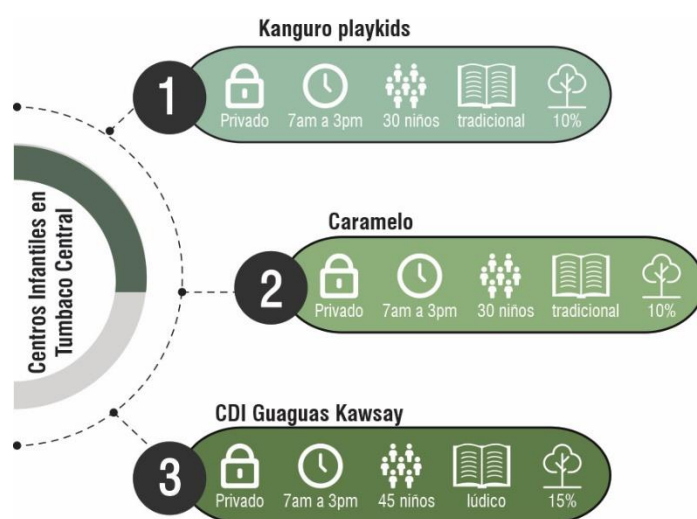 Kanguro playkids
1
Privado 7am a 3pm 30 niños tradicional 10%
Centros Infantiles en
Tumbaco Central
Caramelo
2
Privado 7am a 3pm 30 niños tradicional 10%
CDI Guaguas Kawsay
3
Privado 7am a 3pm 45 niños lúdico 15%